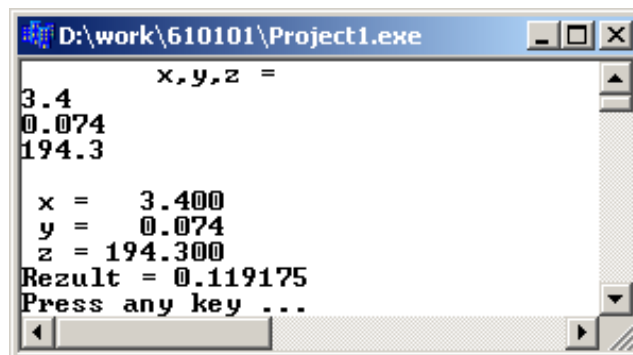 D:\work\610101\Project1.exe
x,y,z =
3.4
0.074
194.3
x = 3.400
y = 0.074
z = 194.300
Rezult = 0.119175
Press any key ...